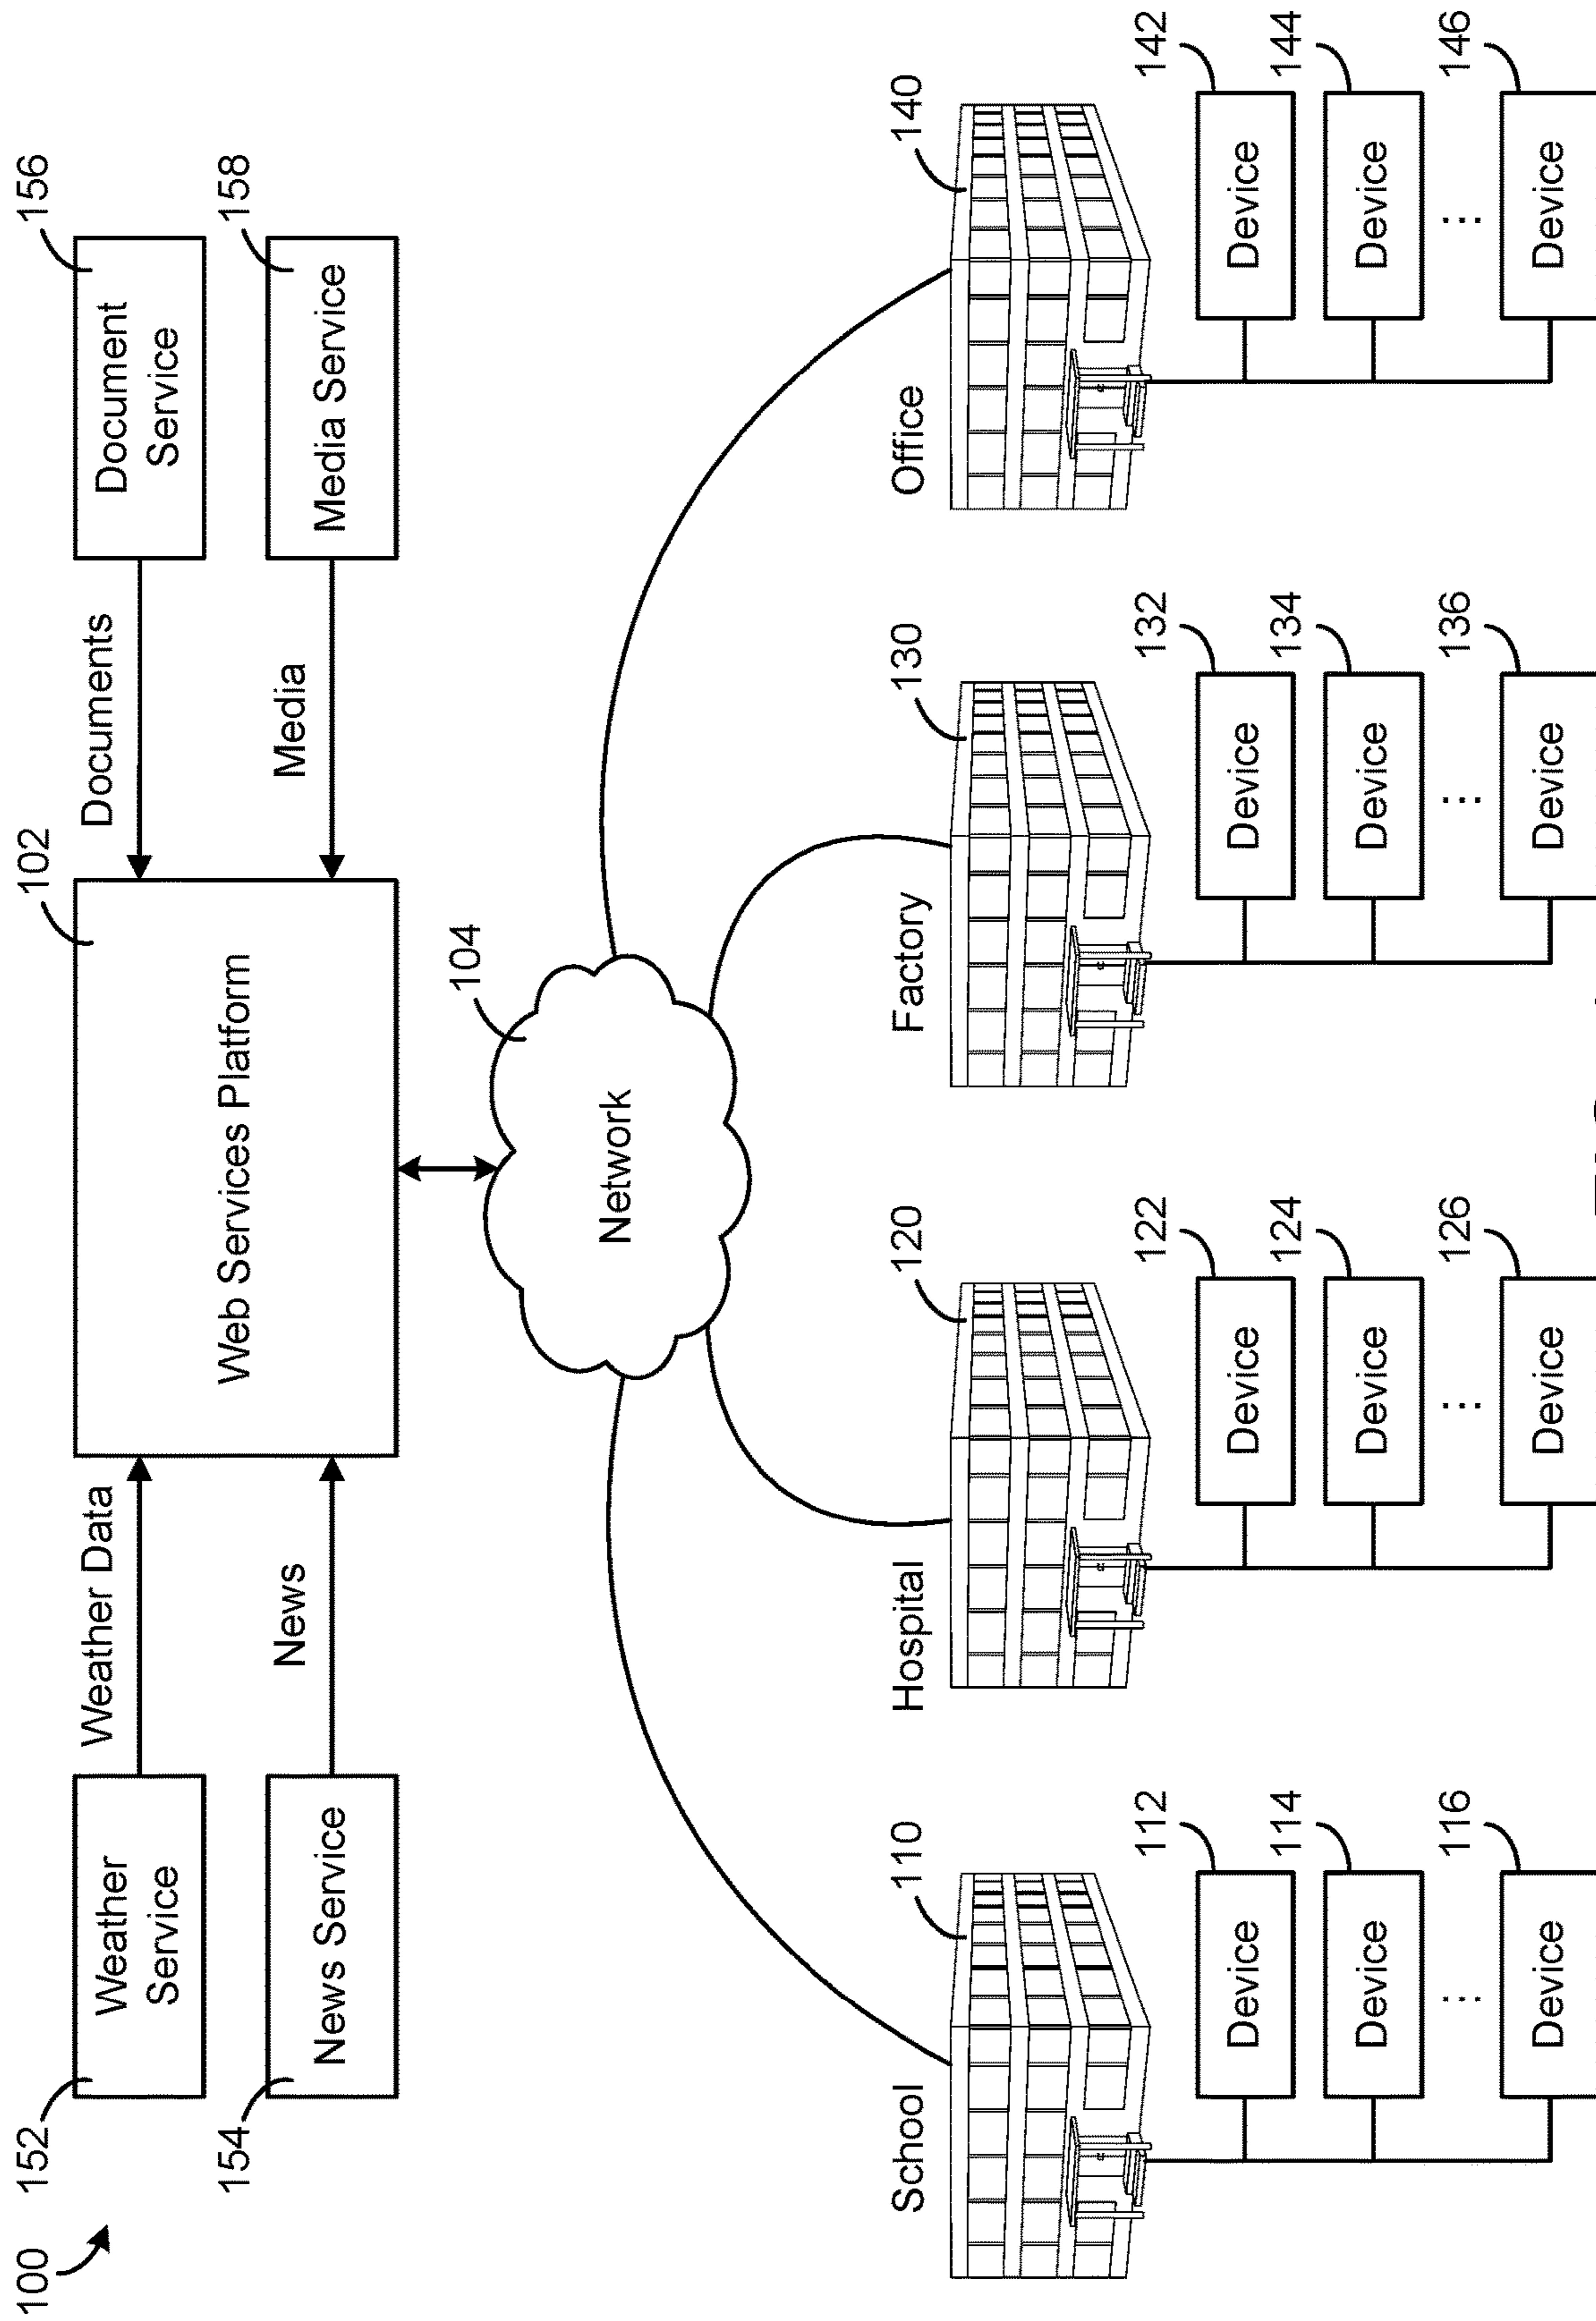 100
152
Weather
Service
Weather Data
102
Web Services Platform
Documents
156
Document
Service
154
News Service
News
Media
158
Media Service
104
Network
School
110
Hospital
120
Factory
130
Office
140
112
Device
122
Device
132
Device
142
Device
114
Device
124
Device
134
Device
144
Device
⋮
⋮
⋮
⋮
116
Device
126
Device
136
Device
146
Device